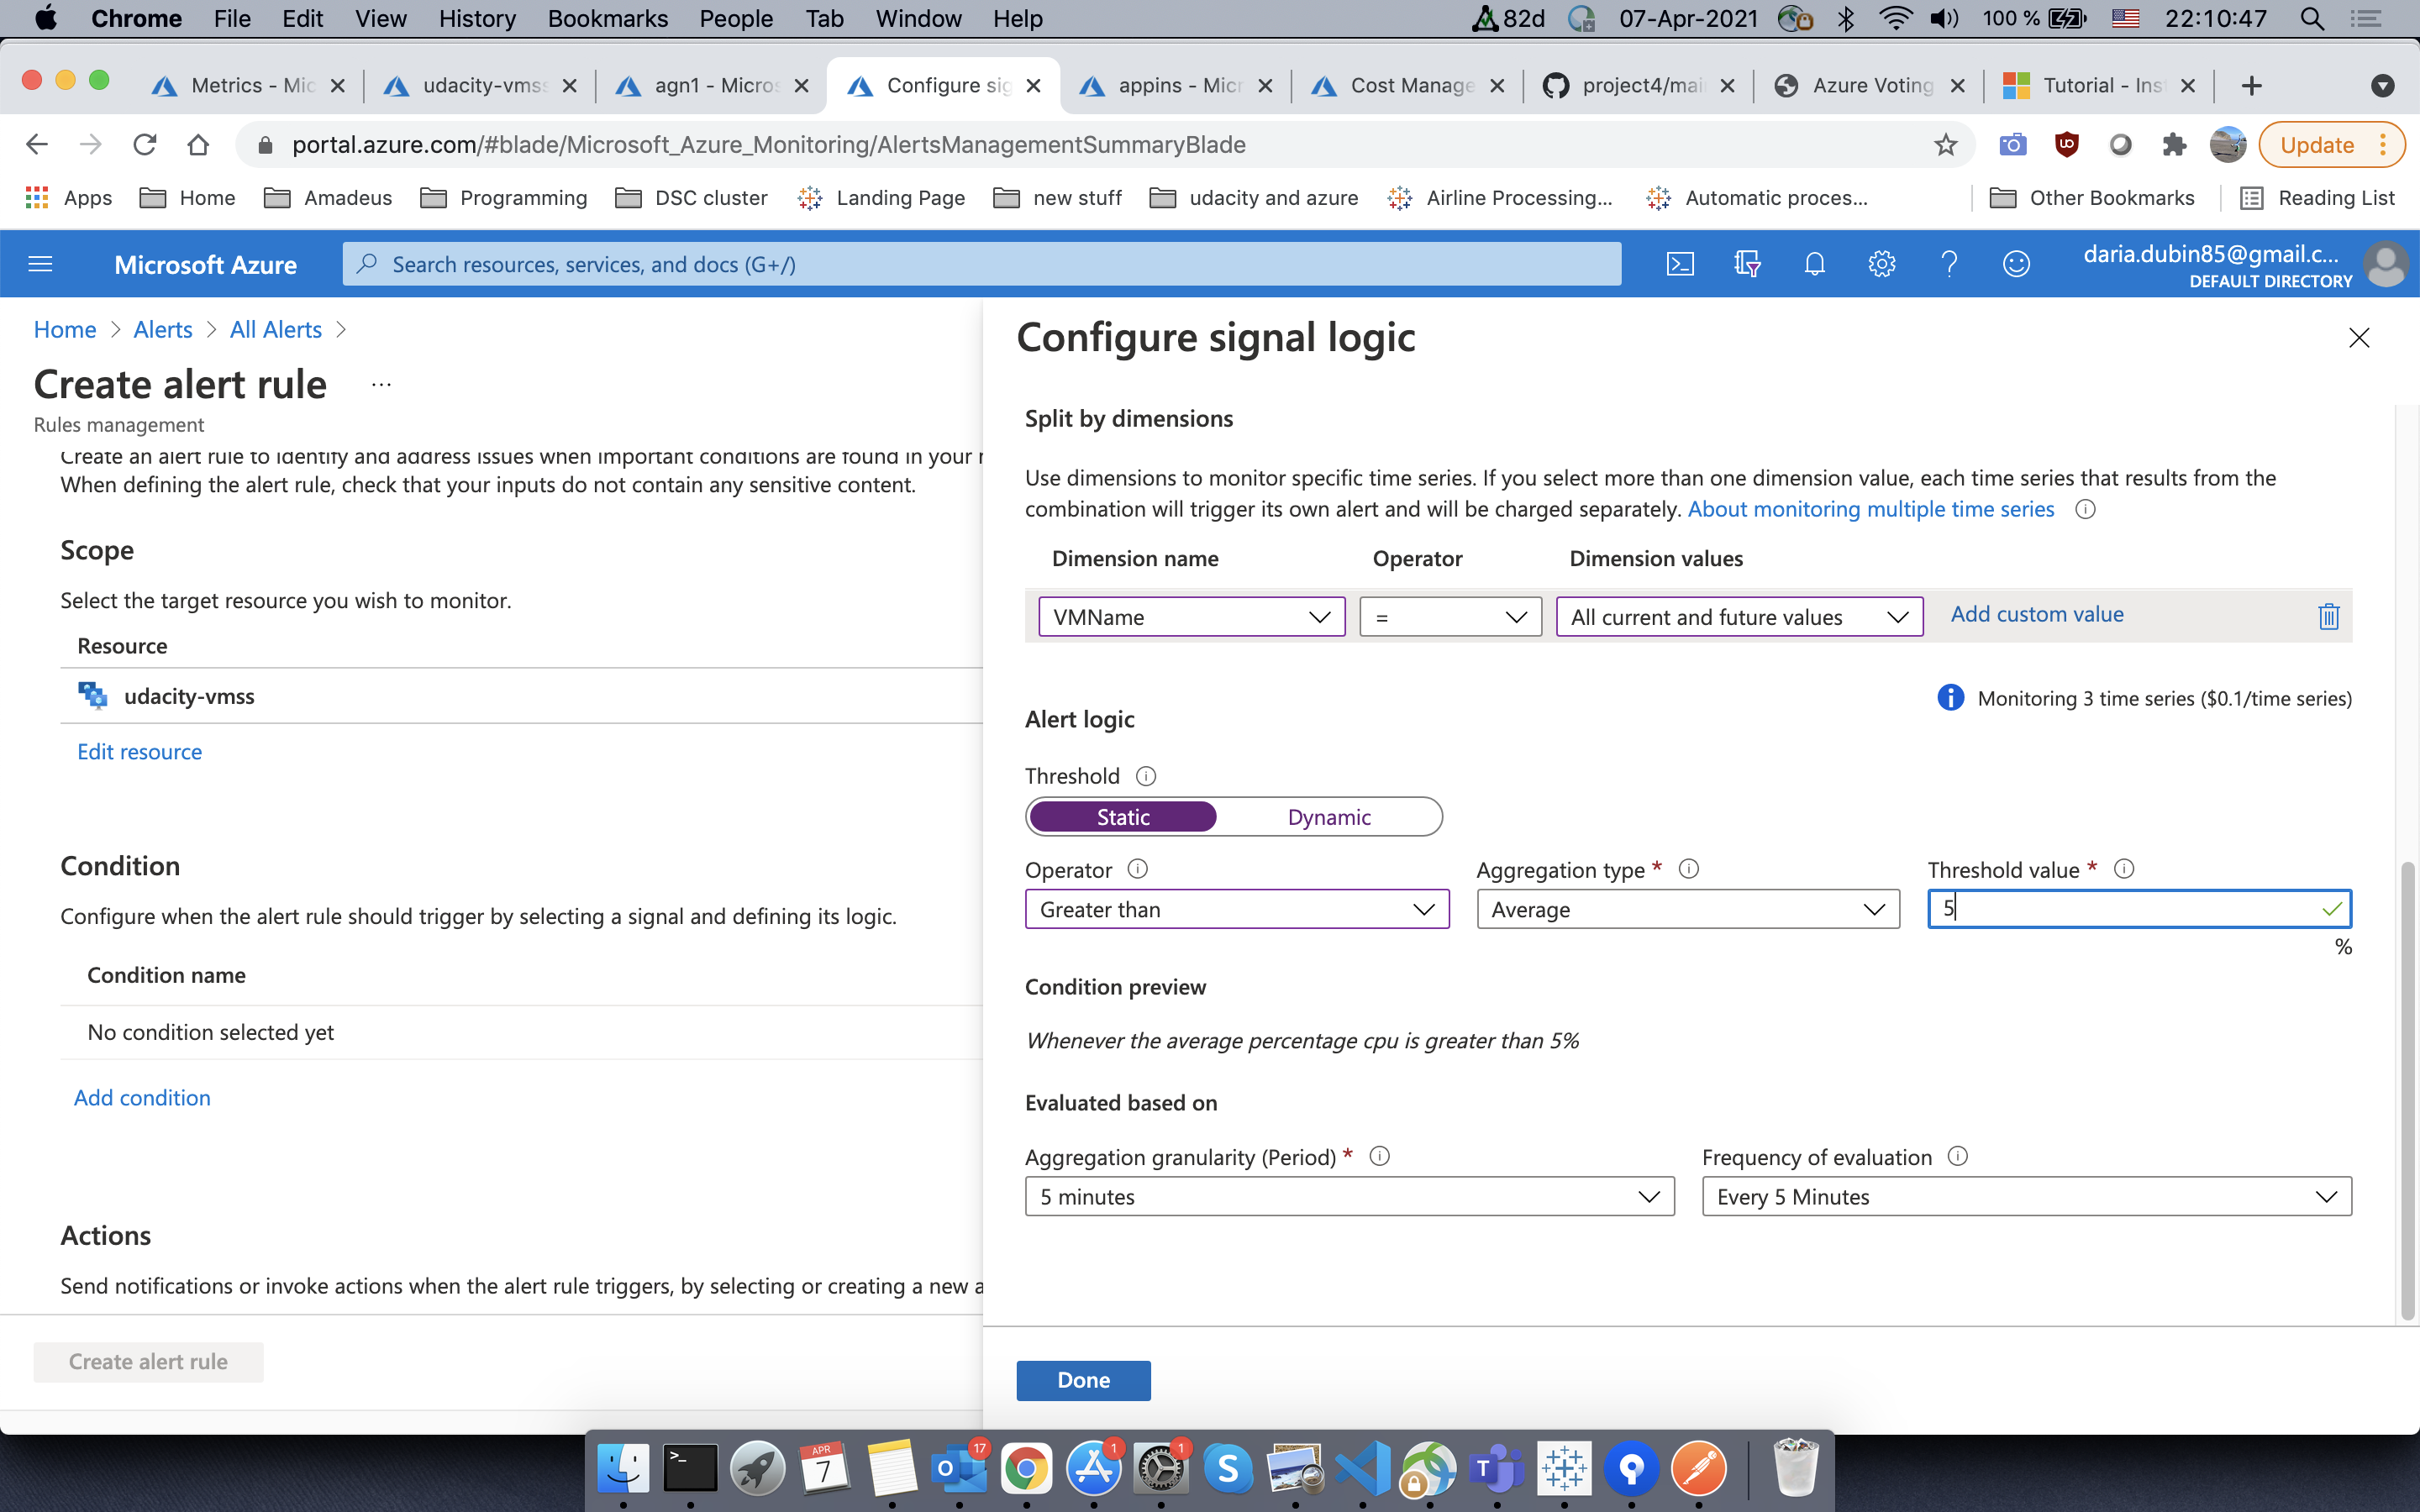 Chrome File Edit View History Bookmarks People Tab Window Help 82d 07-Apr-2021 100 % 22:10:47
Metrics - Mic udacity-vmss agn1 - Micros Configure sig appins - Micr Cost Manage project4/mai Azure Voting Tutorial - Inst
portal.azure.com/#blade/Microsoft_Azure_Monitoring/AlertsManagementSummaryBlade Update
Apps Home Amadeus Programming DSC cluster Landing Page new stuff udacity and azure Airline Processing... Automatic proces... Other Bookmarks Reading List
Microsoft Azure Search resources, services, and docs (G+/) daria.dubin85@gmail.c...
DEFAULT DIRECTORY
Home > Alerts > All Alerts >
Create alert rule ...
Rules management
Create an alert rule to identify and address issues when important conditions are found in your
When defining the alert rule, check that your inputs do not contain any sensitive content.
Scope
Select the target resource you wish to monitor.
Resource
udacity-vmss
Edit resource
Condition
Configure when the alert rule should trigger by selecting a signal and defining its logic.
Condition name
No condition selected yet
Add condition
Actions
Send notifications or invoke actions when the alert rule triggers, by selecting or creating a new a
Create alert rule
Configure signal logic
Split by dimensions
Use dimensions to monitor specific time series. If you select more than one dimension value, each time series that results from the
combination will trigger its own alert and will be charged separately. About monitoring multiple time series
Dimension name Operator Dimension values
VMName = All current and future values Add custom value
Monitoring 3 time series ($0.1/time series)
Alert logic
Threshold
Static Dynamic
Operator Aggregation type * Threshold value *
Greater than Average 5
%
Condition preview
Whenever the average percentage cpu is greater than 5%
Evaluated based on
Aggregation granularity (Period) * Frequency of evaluation
5 minutes Every 5 Minutes
Done
APR 7 17 1 1